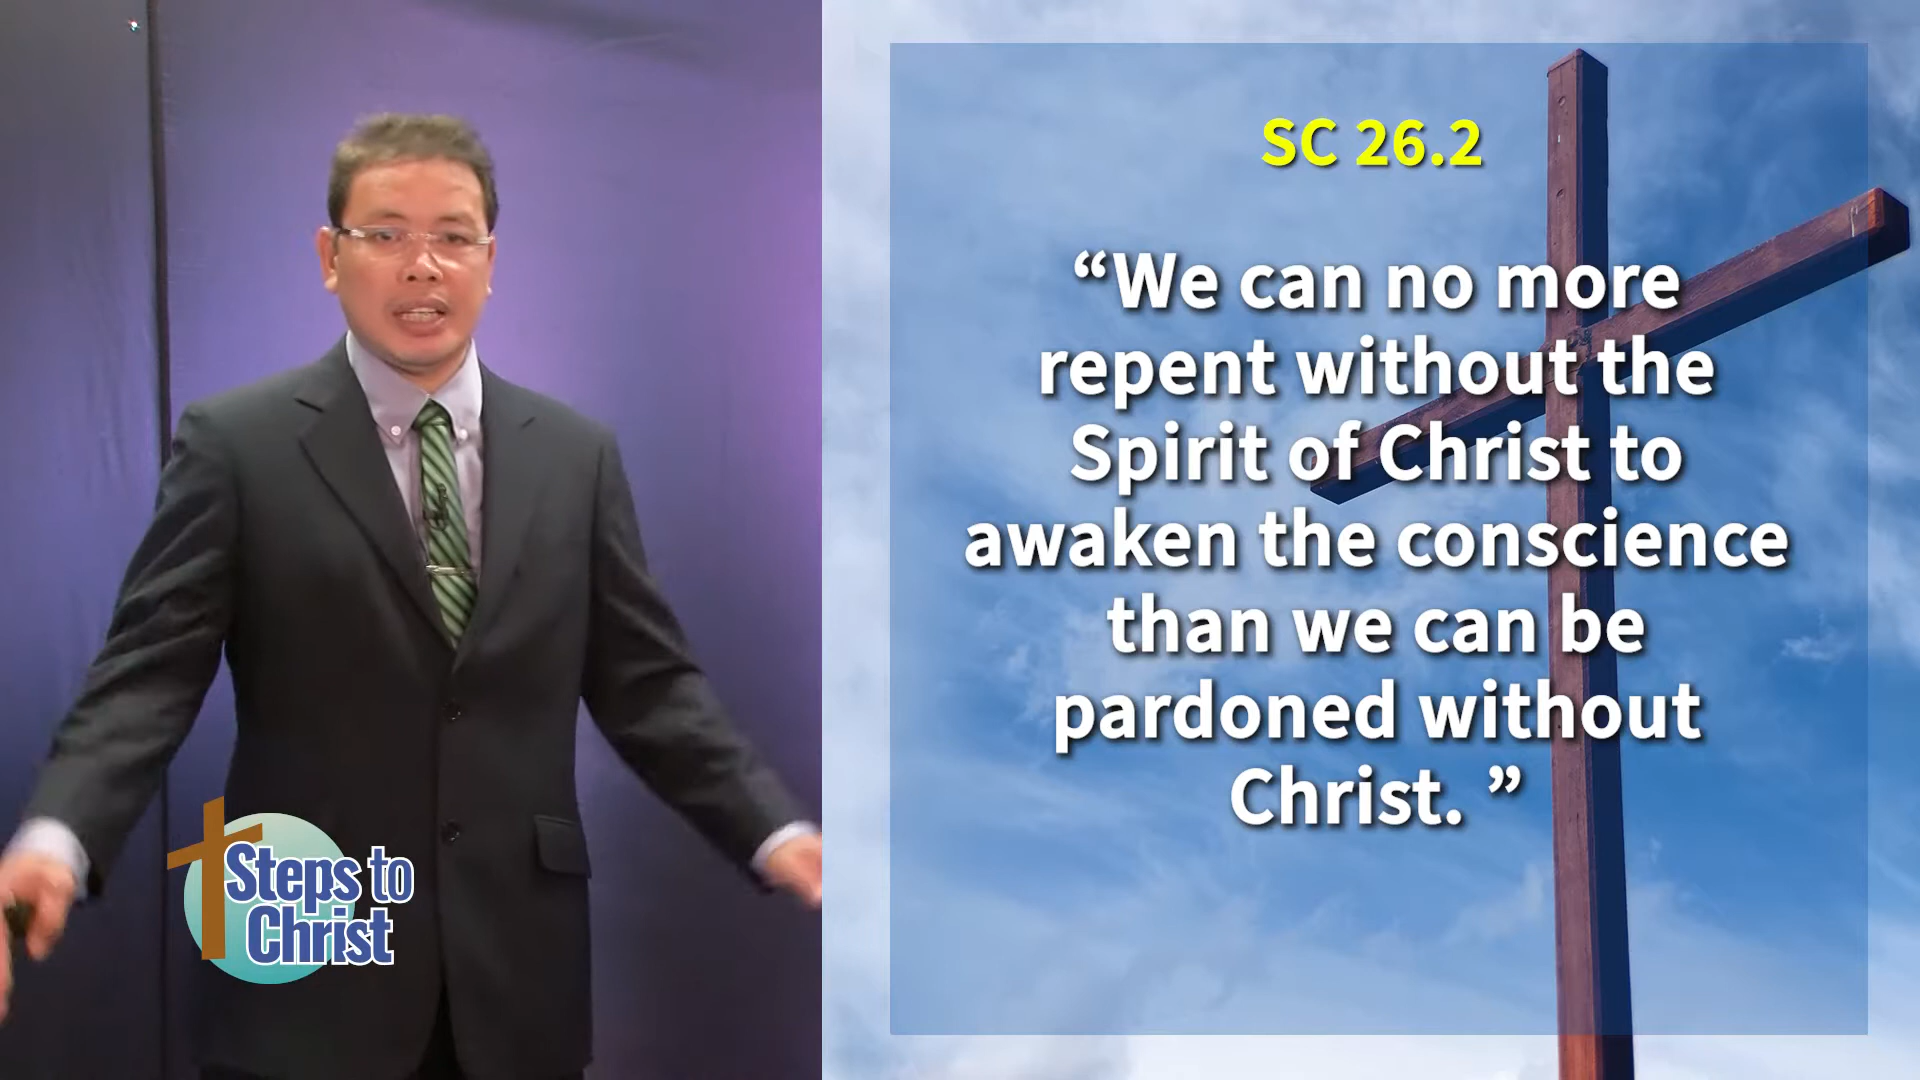 SC 26.2
“We can no more
repent without the
Spirit of Christ to
awaken the conscience
than we can be
pardoned without
Christ. ”
Steps to
Christ